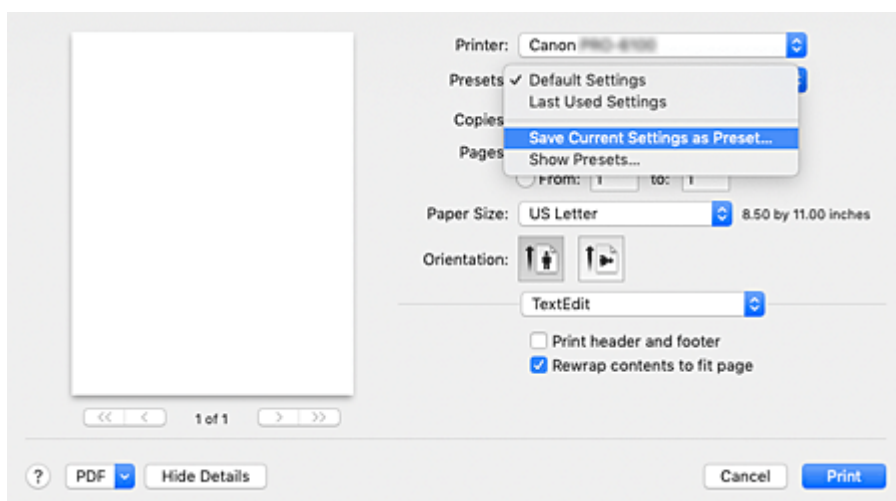 Printer: Canon
Presets ✓ Default Settings
Last Used Settings
Copies
Save Current Settings as Preset...
Pages
Show Presets...
From: 1 to: 1
Paper Size: US Letter 8.50 by 11.00 inches
Orientation:
TextEdit
Print header and footer
Rewrap contents to fit page
<< < 1 of 1 > >>
? PDF Hide Details Cancel Print